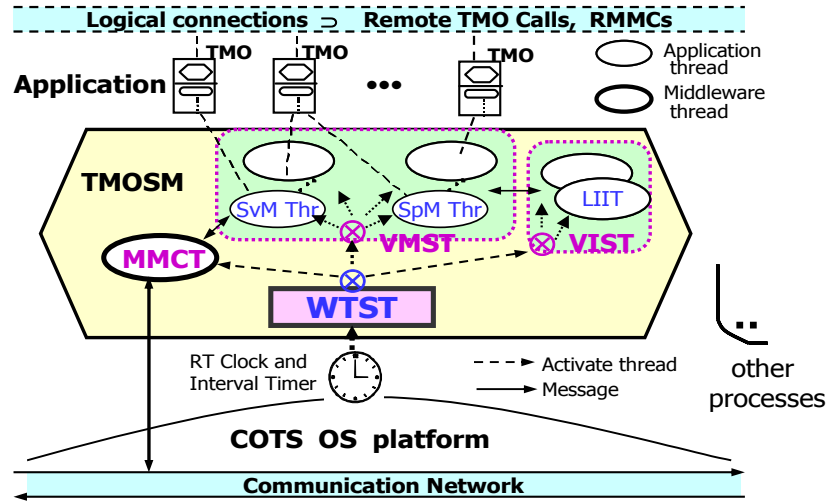 Logical connections ⊃ Remote TMO Calls, RMMCs
TMO
TMO
TMO
Application
•••
Application
thread
Middleware
thread
TMOSM
SvM Thr
SpM Thr
LIIT
VMST
VIST
MMCT
WTST
RT Clock and
Interval Timer
Activate thread
Message
..
other
processes
COTS OS platform
Communication Network